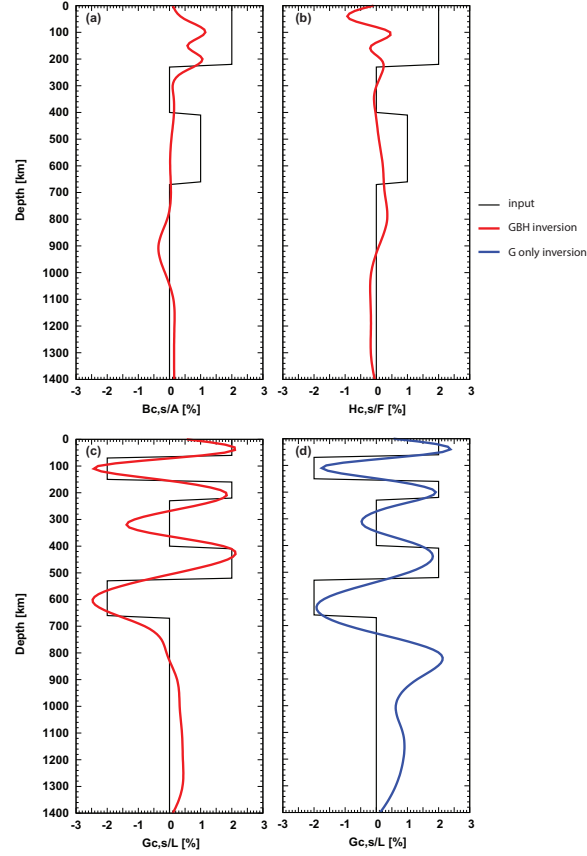 (a)
(b)
0
100
200
300
400
500
600
700
800
900
1000
1100
1200
1300
1400
Depth [km]
-3 -2 -1 0 1 2 3
-3 -2 -1 0 1 2 3
Bc,s/A [%]
Hc,s/F [%]
input
GBH inversion
G only inversion
(c)
(d)
0
100
200
300
400
500
600
700
800
900
1000
1100
1200
1300
1400
Depth [km]
-3 -2 -1 0 1 2 3
-3 -2 -1 0 1 2 3
Gc,s/L [%]
Gc,s/L [%]